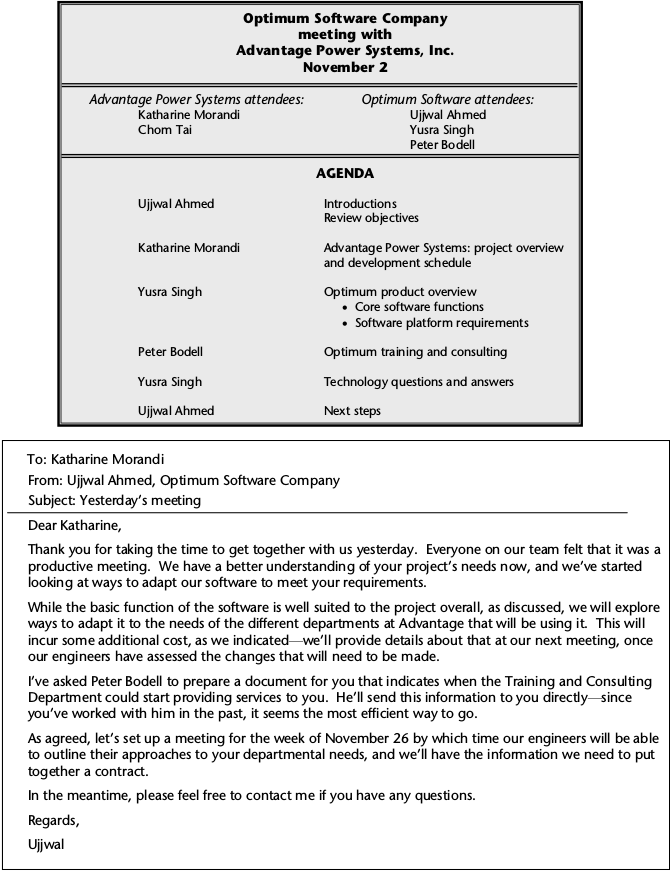 Optimum Software Company
meeting with
Advantage Power Systems, Inc.
November 2
Advantage Power Systems attendees:
Katharine Morandi
Chom Tai
Optimum Software attendees:
Ujjwal Ahmed
Yusra Singh
Peter Bodell
AGENDA
Ujjwal Ahmed Introductions
Review objectives
Katharine Morandi Advantage Power Systems: project overview
and development schedule
Yusra Singh Optimum product overview
• Core software functions
• Software platform requirements
Peter Bodell Optimum training and consulting
Yusra Singh Technology questions and answers
Ujjwal Ahmed Next steps
To: Katharine Morandi
From: Ujjwal Ahmed, Optimum Software Company
Subject: Yesterday's meeting
Dear Katharine,
Thank you for taking the time to get together with us yesterday. Everyone on our team felt that it was a
productive meeting. We have a better understanding of your project's needs now, and we've started
looking at ways to adapt our software to meet your requirements.
While the basic function of the software is well suited to the project overall, as discussed, we will explore
ways to adapt it to the needs of the different departments at Advantage that will be using it. This will
incur some additional cost, as we indicated—we'll provide details about that at our next meeting, once
our engineers have assessed the changes that will need to be made.
I've asked Peter Bodell to prepare a document for you that indicates when the Training and Consulting
Department could start providing services to you. He'll send this information to you directly—since
you've worked with him in the past, it seems the most efficient way to go.
As agreed, let's set up a meeting for the week of November 26 by which time our engineers will be able
to outline their approaches to your departmental needs, and we'll have the information we need to put
together a contract.
In the meantime, please feel free to contact me if you have any questions.
Regards,
Ujjwal